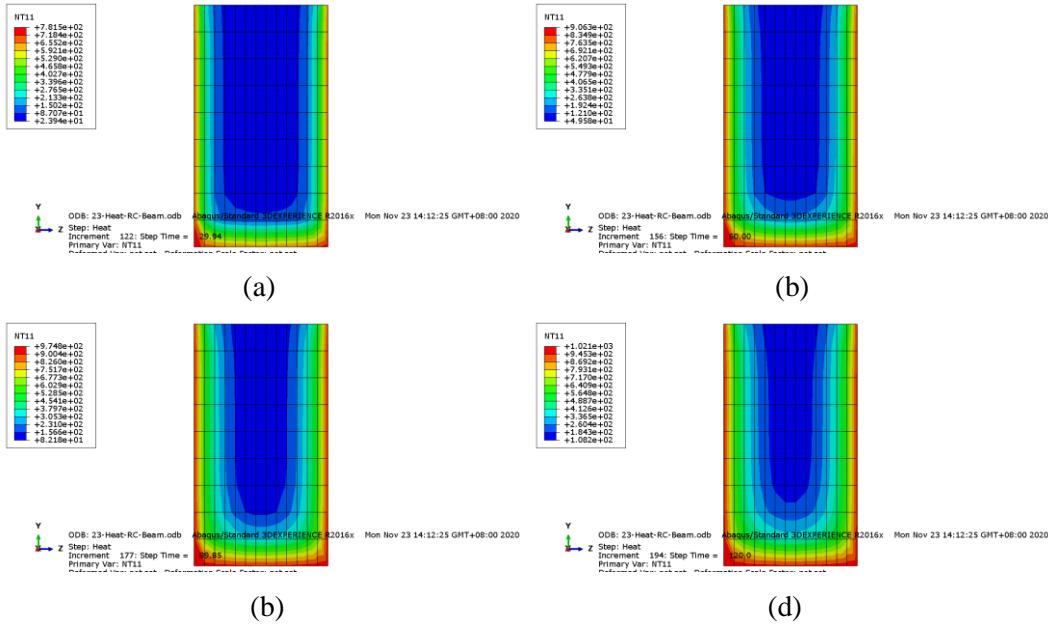 NT11
+7.815e+02
+7.184e+02
+6.552e+02
+5.921e+02
+5.290e+02
+4.658e+02
+4.027e+02
+3.396e+02
+2.765e+02
+2.133e+02
+1.502e+02
+8.707e+01
+2.394e+01
Y
Z
ODB: 23-Heat-RC-Beam.odb Abaqus/Standard 3DEXPERIENCE R2016x Mon Nov 23 14:12:25 GMT+08:00 2020
Step: Heat
Increment 122: Step Time = 29.94
Primary Var: NT11
(a)
NT11
+9.063e+02
+8.349e+02
+7.635e+02
+6.921e+02
+6.207e+02
+5.493e+02
+4.779e+02
+4.065e+02
+3.351e+02
+2.638e+02
+1.924e+02
+1.210e+02
+4.958e+01
Y
Z
ODB: 23-Heat-RC-Beam.odb Abaqus/Standard 3DEXPERIENCE R2016x Mon Nov 23 14:12:25 GMT+08:00 2020
Step: Heat
Increment 156: Step Time = 60.00
Primary Var: NT11
(b)
NT11
+9.748e+02
+9.004e+02
+8.260e+02
+7.517e+02
+6.773e+02
+6.029e+02
+5.285e+02
+4.541e+02
+3.797e+02
+3.053e+02
+2.310e+02
+1.566e+02
+8.218e+01
Y
Z
ODB: 23-Heat-RC-Beam.odb Abaqus/Standard 3DEXPERIENCE R2016x Mon Nov 23 14:12:25 GMT+08:00 2020
Step: Heat
Increment 177: Step Time = 89.85
Primary Var: NT11
(b)
NT11
+1.021e+03
+9.453e+02
+8.692e+02
+7.931e+02
+7.170e+02
+6.409e+02
+5.648e+02
+4.887e+02
+4.126e+02
+3.365e+02
+2.604e+02
+1.843e+02
+1.082e+02
Y
Z
ODB: 23-Heat-RC-Beam.odb Abaqus/Standard 3DEXPERIENCE R2016x Mon Nov 23 14:12:25 GMT+08:00 2020
Step: Heat
Increment 194: Step Time = 120.0
Primary Var: NT11
(d)